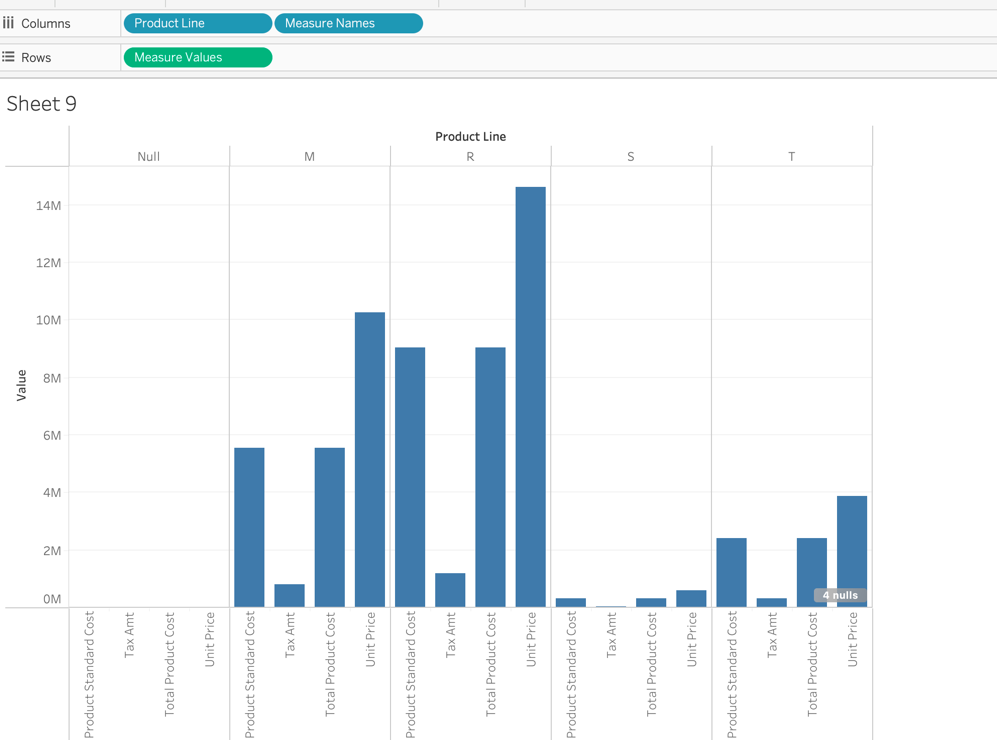 Columns
Product Line
Measure Names
Rows
Measure Values
Sheet 9
Product Line
Null
M
R
S
T
14M
12M
10M
8M
6M
4M
2M
0M
Value
4 nulls
Product Standard Cost
Tax Amt
Total Product Cost
Unit Price
Product Standard Cost
Tax Amt
Total Product Cost
Unit Price
Product Standard Cost
Tax Amt
Total Product Cost
Unit Price
Product Standard Cost
Tax Amt
Total Product Cost
Unit Price
Product Standard Cost
Tax Amt
Total Product Cost
Unit Price